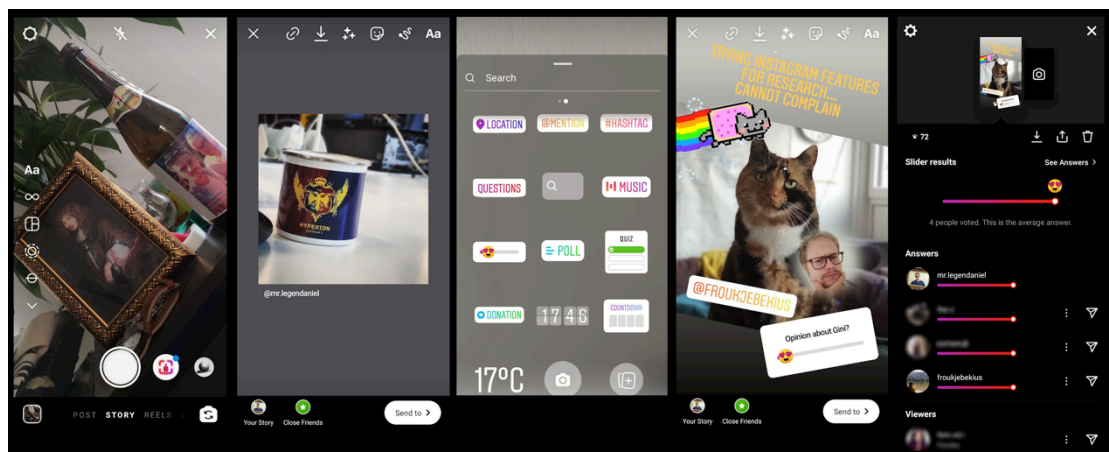 Aa
POST STORY REELS
Aa
HYPERION
@mr.legendaniel
Your Story Close Friends
Send to >
Search
LOCATION
@MENTION
#HASHTAG
QUESTIONS
MUSIC
POLL
QUIZ
DONATION
1746
COUNTDOWN
17°C
Aa
TRYING INSTAGRAM FEATURES
FOR RESEARCH...
CANNOT COMPLAIN
@FROUKJEBEKIUS
Opinion about Gini?
Your Story Close Friends
Send to >
72
Slider results
See Answers >
4 people voted. This is the average answer.
Answers
mr.legendaniel
froukjebekius
Viewers